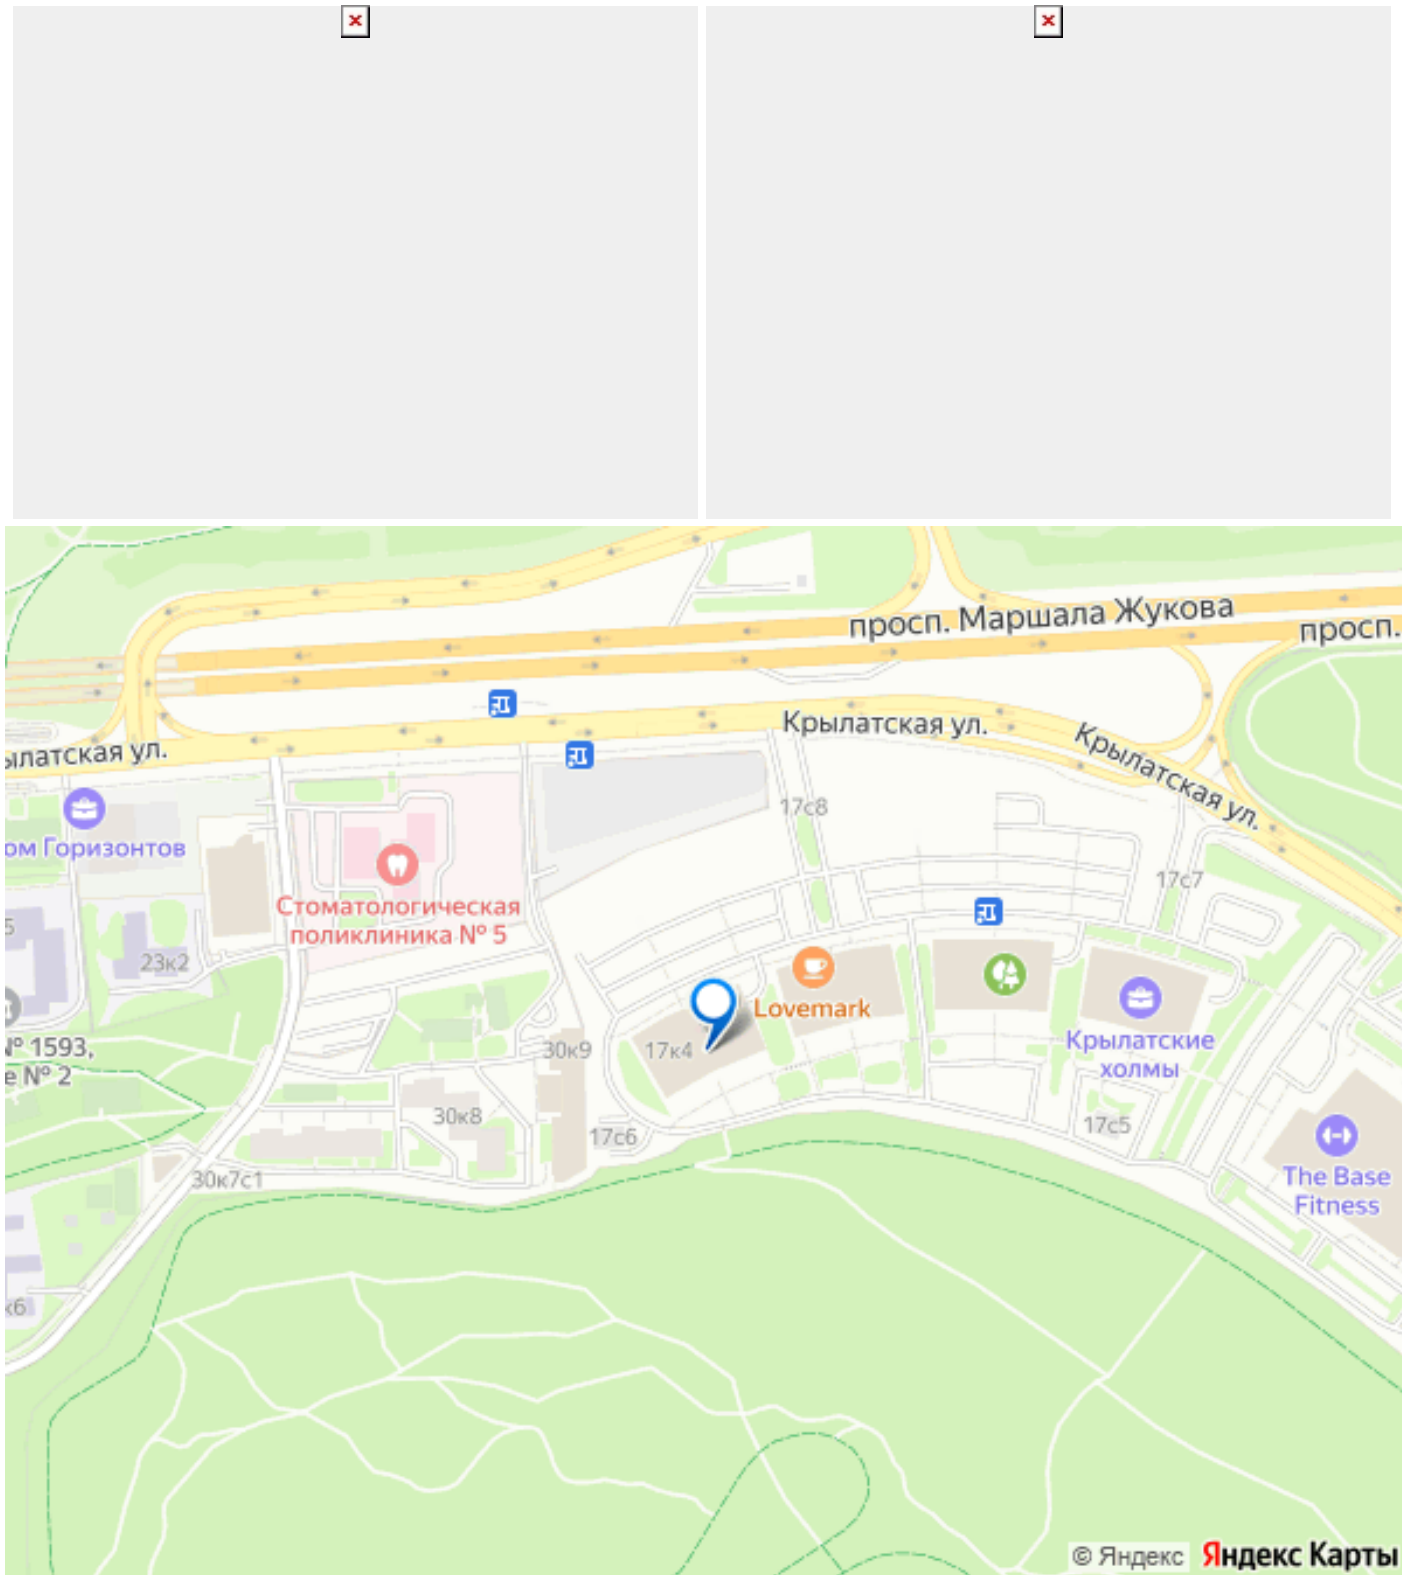 просп. Маршала Жукова
просп.
Крылатская ул.
Крылатская ул.
ылатская ул.
17с8
ом Горизонтов
17с7
Стоматологическая
поликлиника № 5
5
23к2
Lovemark
№ 1593,
е № 2
30к9
17к4
Крылатские
холмы
30к8
17с6
17с5
30к7с1
The Base
Fitness
к6
© Яндекс
Яндекс Карты